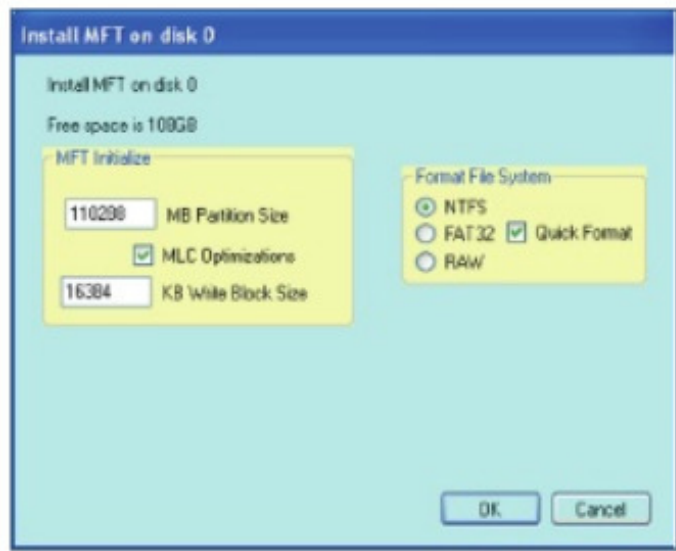 Install MFT on disk 0
Install MFT on disk 0
Free space is 108GB
MFT Initialize
110288 MB Partition Size
MLC Optimizations
16384 KB White Block Size
Format File System
NTFS
FAT32 Quick Format
RAW
OK Cancel